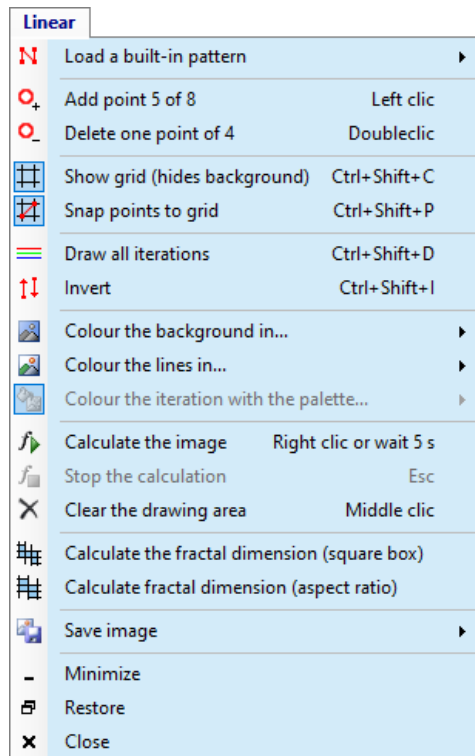 Linear
Load a built-in pattern
Add point 5 of 8 Left clic
Delete one point of 4 Doubleclic
Show grid (hides background) Ctrl+Shift+C
Snap points to grid Ctrl+Shift+P
Draw all iterations Ctrl+Shift+D
Invert Ctrl+Shift+I
Colour the background in...
Colour the lines in...
Colour the iteration with the palette...
Calculate the image Right clic or wait 5 s
Stop the calculation Esc
Clear the drawing area Middle clic
Calculate the fractal dimension (square box)
Calculate fractal dimension (aspect ratio)
Save image
Minimize
Restore
Close